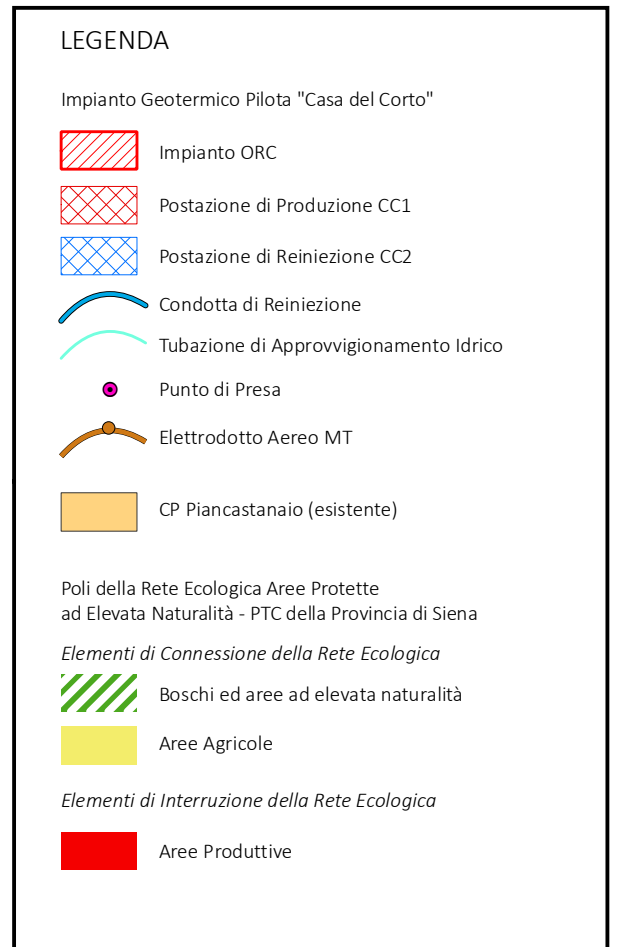 LEGENDA
Impianto Geotermico Pilota "Casa del Corto"
Impianto ORC
Postazione di Produzione CC1
Postazione di Reiniezione CC2
Condotta di Reiniezione
Tubazione di Approvvigionamento Idrico
Punto di Presa
Elettrodotto Aereo MT
CP Piancastanaio (esistente)
Poli della Rete Ecologica Aree Protette
ad Elevata Naturalità - PTC della Provincia di Siena
Elementi di Connessione della Rete Ecologica
Boschi ed aree ad elevata naturalità
Aree Agricole
Elementi di Interruzione della Rete Ecologica
Aree Produttive